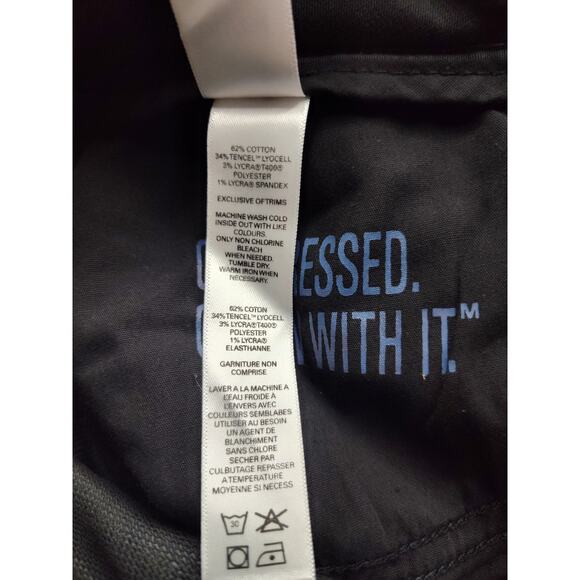 62% COTTON
34% TENCEL™ LYOCELL
3% LYCRA®T400®
POLYESTER
1% LYCRA® SPANDEX
EXCLUSIVE OF TRIMS
MACHINE WASH COLD
INSIDE OUT WITH LIKE
COLOURS.
ONLY NON CHLORINE
BLEACH
WHEN NEEDED.
TUMBLE DRY.
WARM IRON WHEN
NECESSARY.
62% COTON
34% TENCEL™ LYOCELL
3% LYCRA®T400®
POLYESTER
1% LYCRA®
ELASTHANNE
GARNITURE NON
COMPRISE
LAVER A LA MACHINE A
L'EAU FROIDE A
L'ENVERS AVEC
COULEURS SEMBLABES
UTILISER AU BESOIN
UN AGENT DE
BLANCHIMENT
SANS CHLORE
SECHER PAR
CULBUTAGE REPASSER
A TEMPERATURE
MOYENNE SI NECESS
30
ESSED.
WITH IT.™